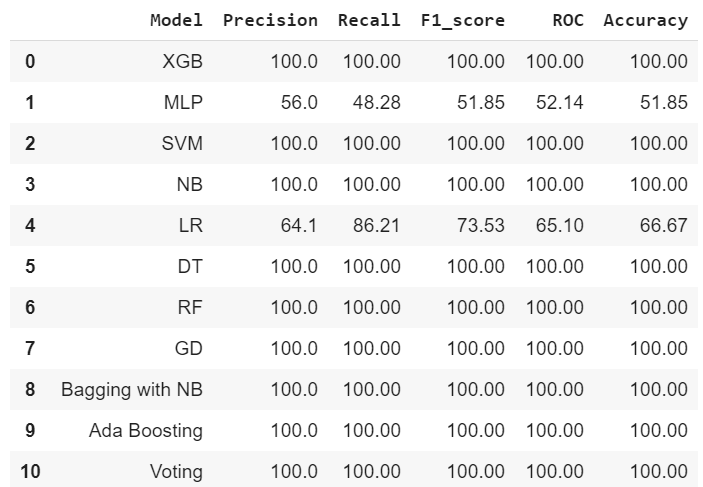 Model Precision Recall F1_score ROC Accuracy
0 XGB 100.0 100.00 100.00 100.00 100.00
1 MLP 56.0 48.28 51.85 52.14 51.85
2 SVM 100.0 100.00 100.00 100.00 100.00
3 NB 100.0 100.00 100.00 100.00 100.00
4 LR 64.1 86.21 73.53 65.10 66.67
5 DT 100.0 100.00 100.00 100.00 100.00
6 RF 100.0 100.00 100.00 100.00 100.00
7 GD 100.0 100.00 100.00 100.00 100.00
8 Bagging with NB 100.0 100.00 100.00 100.00 100.00
9 Ada Boosting 100.0 100.00 100.00 100.00 100.00
10 Voting 100.0 100.00 100.00 100.00 100.00